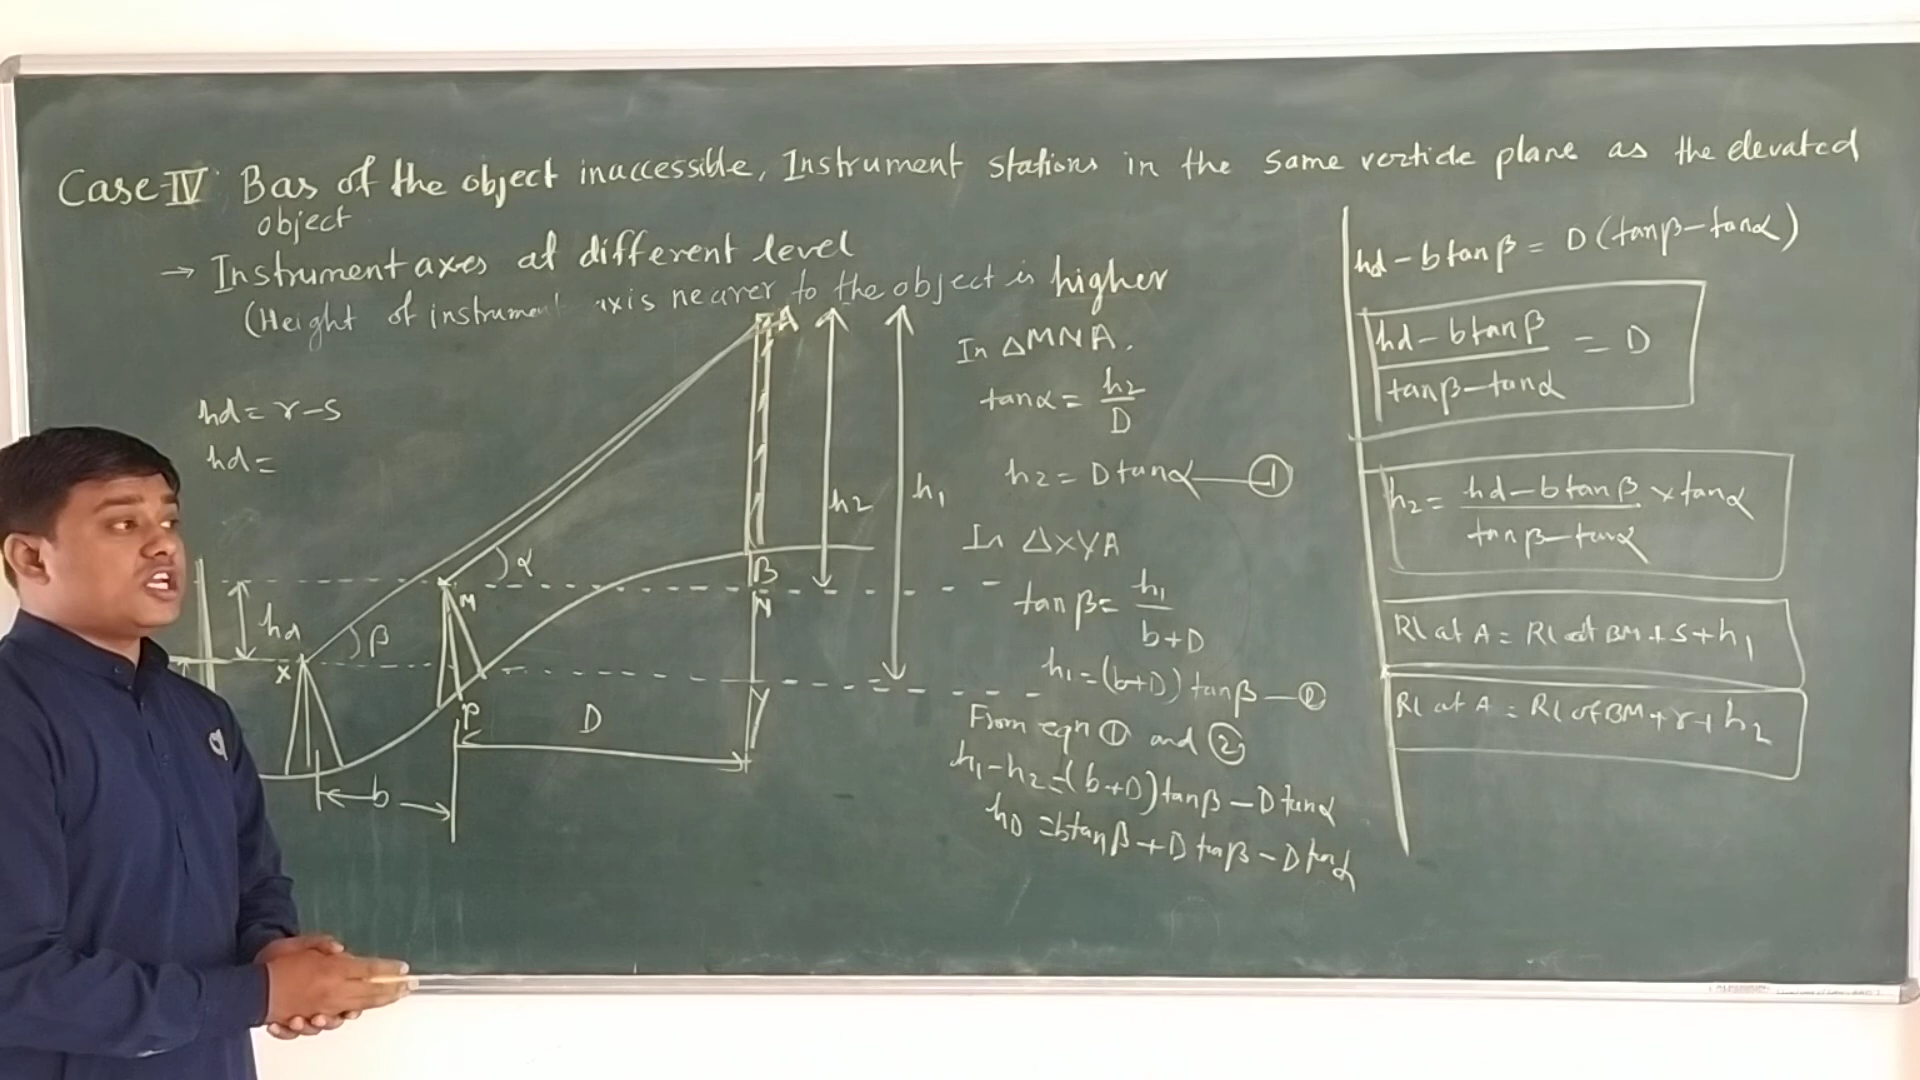 Case-IV Bas of the object inaccessible, Instrument stations in the same verticle plane as the elevated
object
→ Instrument axes at different level
(Height of instrument axis nearer to the object is higher
hd = r-s
hd =
A
h2
h1
α
B
M
N
hd
β
X
P
D
Y
b
In △MNA.
tanα = h2/D
h2 = D tanα — ①
In △XYA
tanβ = h1/b+D
h1 = (b+D) tanβ — ②
From eqn ① and ②
h1-h2 = (b+D) tanβ - D tanα
hD = b tanβ + D tanβ - D tanα
hd - b tanβ = D (tanβ - tanα)
hd - b tanβ / tanβ - tanα = D
h2 = hd - b tanβ / tanβ - tanα × tanα
Rl at A = Rl at BM + s + h1
Rl at A = Rl of BM + r + h2